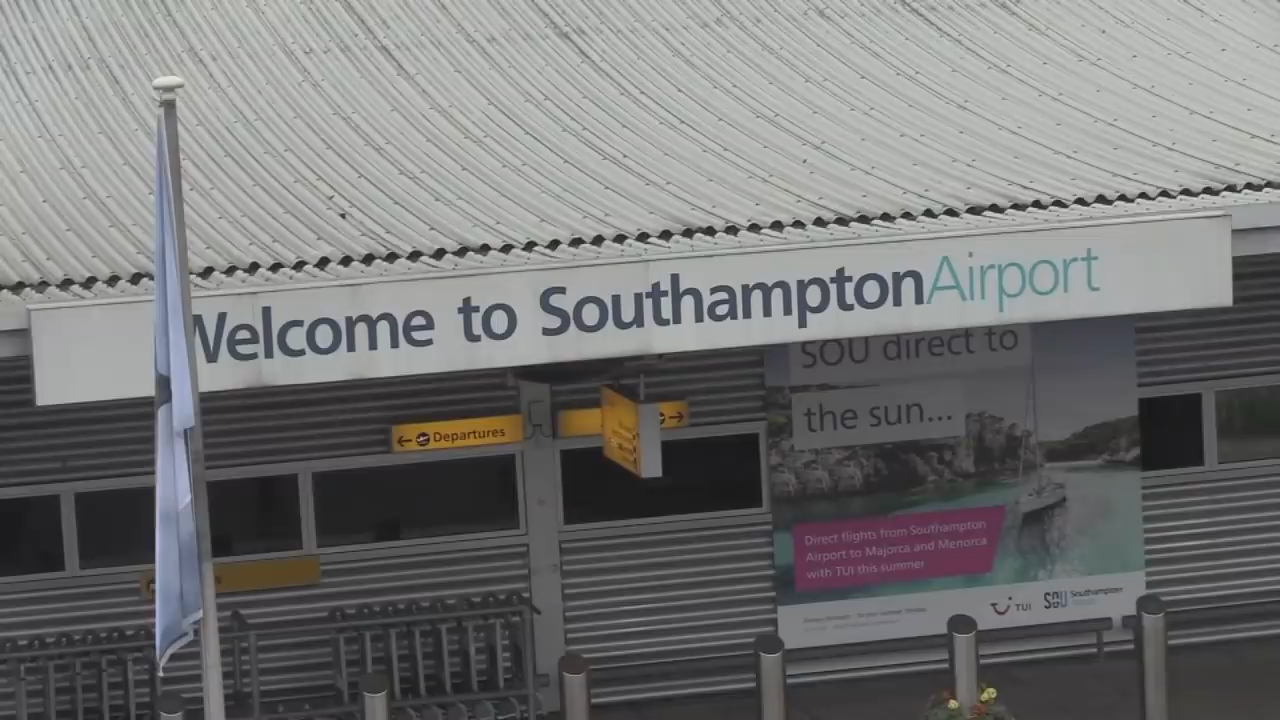 Welcome to SouthamptonAirport
SOU direct to
the sun...
Departures
Direct flights from Southampton
Airport to Majorca and Menorca
with TUI this summer
TUI
SOU Southampton